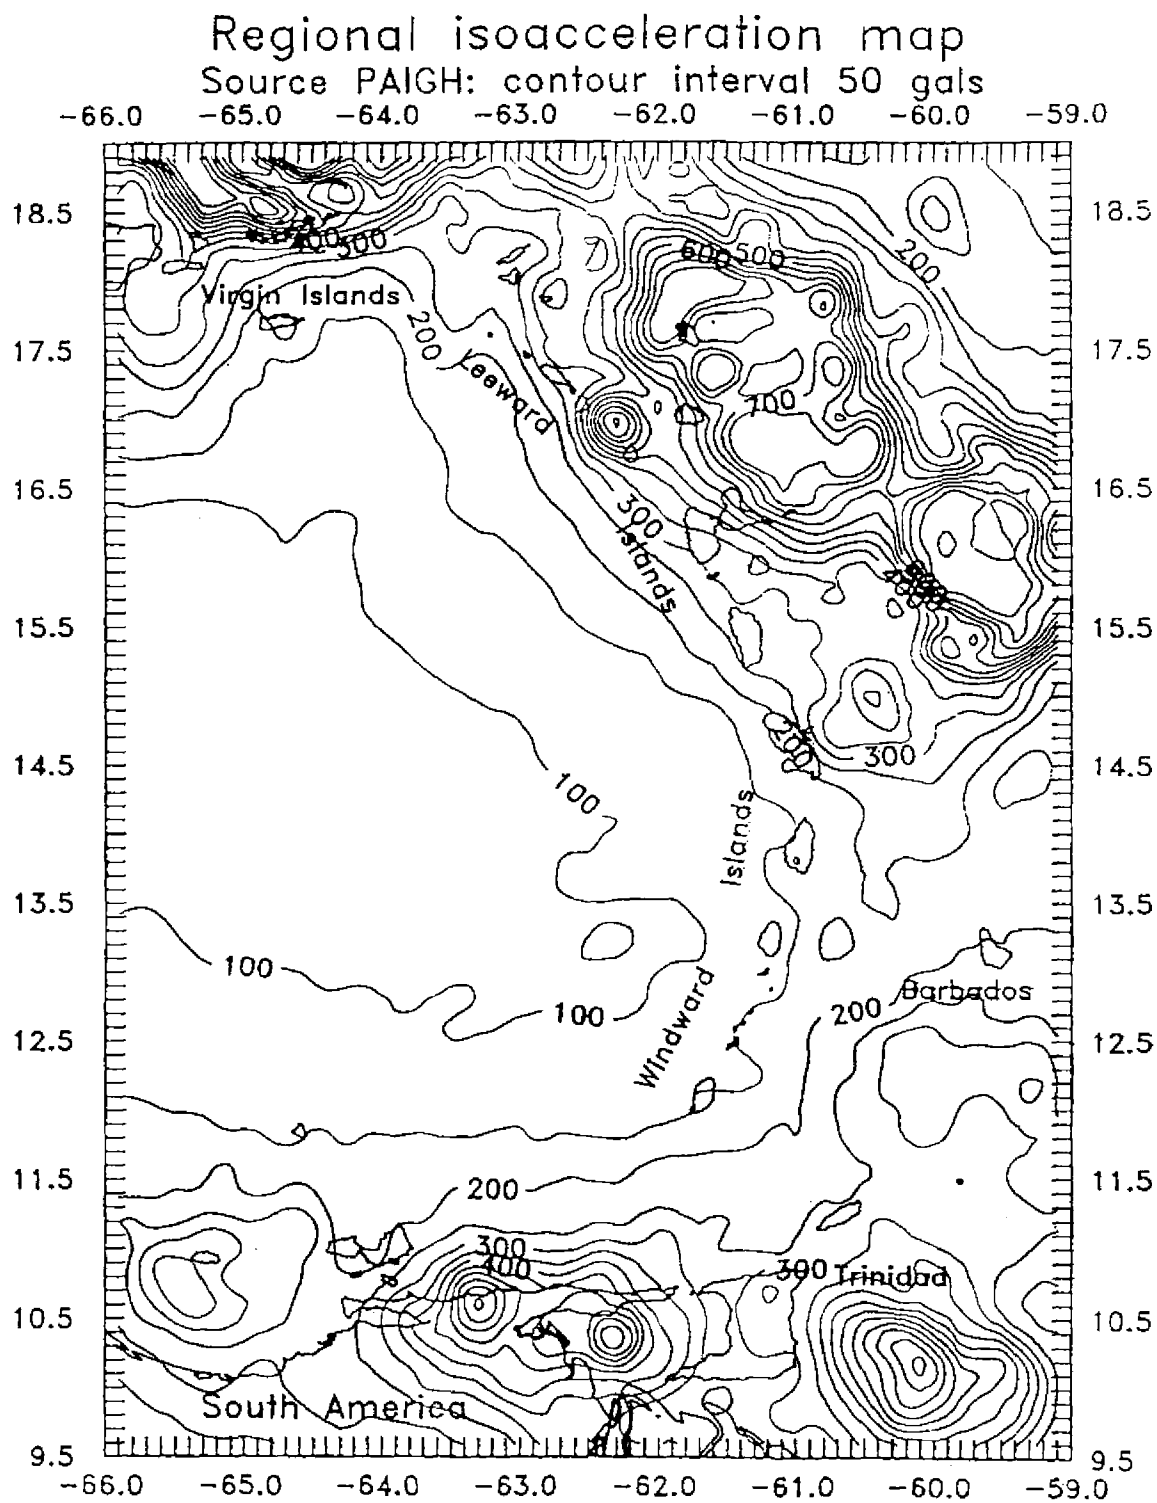 Regional isoacceleration map
Source PAIGH: contour interval 50 gals
-66.0 -65.0 -64.0 -63.0 -62.0 -61.0 -60.0 -59.0
18.5 18.5
200
600 500
300
Virgin Islands
200
17.5 17.5
Leeward
700
16.5 16.5
300
Islands
15.5 15.5
200
300
14.5 14.5
100
Islands
13.5 13.5
100
Barbados
100
200
Windward
12.5 12.5
11.5 11.5
200
300
400
300 Trinidad
10.5 10.5
South America
9.5 9.5
-66.0 -65.0 -64.0 -63.0 -62.0 -61.0 -60.0 -59.0